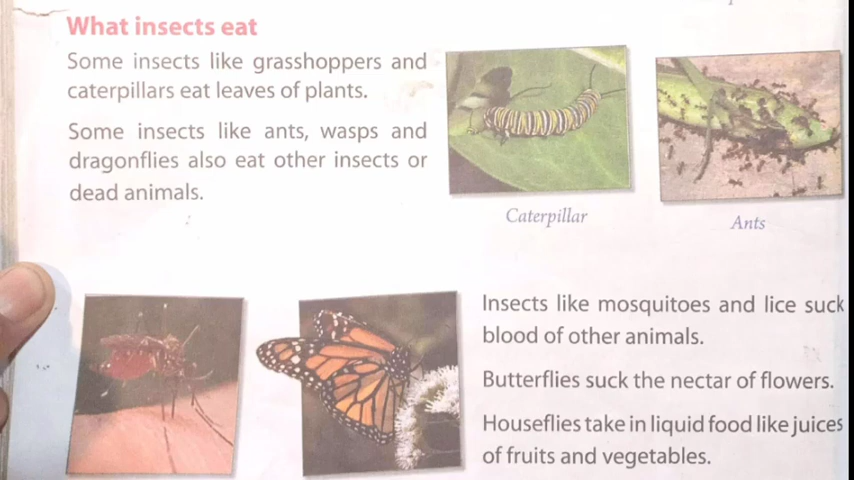 What insects eat
Some insects like grasshoppers and
caterpillars eat leaves of plants.
Some insects like ants, wasps and
dragonflies also eat other insects or
dead animals.
Caterpillar
Ants
Insects like mosquitoes and lice suck
blood of other animals.
Butterflies suck the nectar of flowers.
Houseflies take in liquid food like juices
of fruits and vegetables.